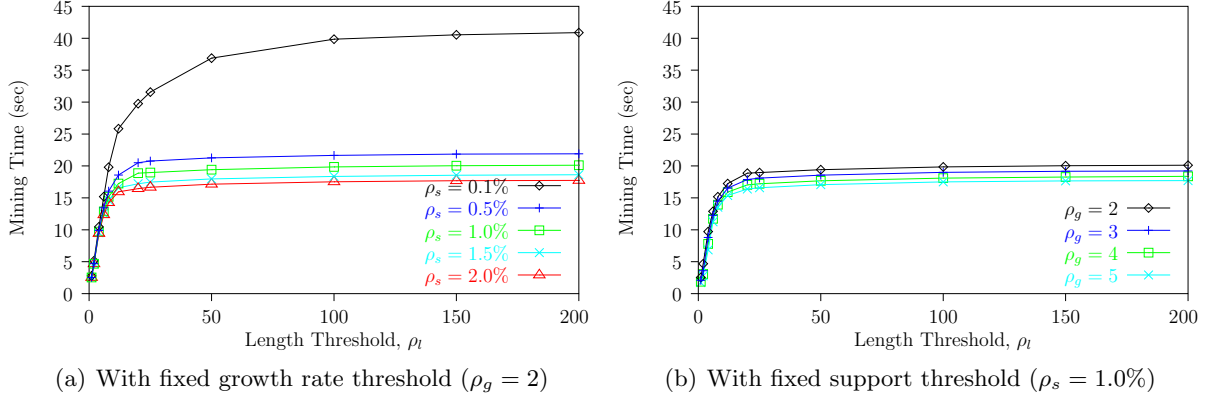 45
40
35
30
25
20
15
10
5
0
Mining Time (sec)
ρs = 0.1%
ρs = 0.5%
ρs = 1.0%
ρs = 1.5%
ρs = 2.0%
0 50 100 150 200
Length Threshold, ρl
(a) With fixed growth rate threshold (ρg = 2)
45
40
35
30
25
20
15
10
5
0
Mining Time (sec)
ρg = 2
ρg = 3
ρg = 4
ρg = 5
0 50 100 150 200
Length Threshold, ρl
(b) With fixed support threshold (ρs = 1.0%)